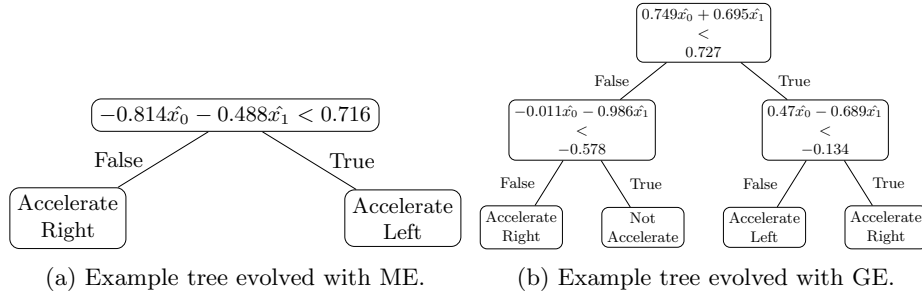 −0.814x̂₀ − 0.488x̂₁ < 0.716
False
True
Accelerate
Right
Accelerate
Left
(a) Example tree evolved with ME.
0.749x̂₀ + 0.695x̂₁
<
0.727
False
True
−0.011x̂₀ − 0.986x̂₁
<
−0.578
0.47x̂₀ − 0.689x̂₁
<
−0.134
False
True
False
True
Accelerate
Right
Not
Accelerate
Accelerate
Left
Accelerate
Right
(b) Example tree evolved with GE.